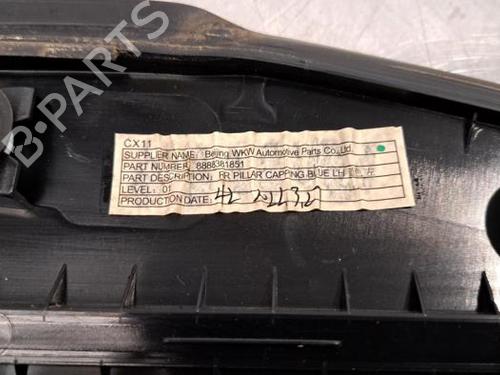 CX11
SUPPLIER NAME: Beijing WKW Automotive Parts Co., Ltd.
PART NUMBER: 8888381851
PART DESCRIPTION: RR PILLAR CAPPING BLUE LH
LEVEL: 01
PRODUCTION DATE:
B-PARTS